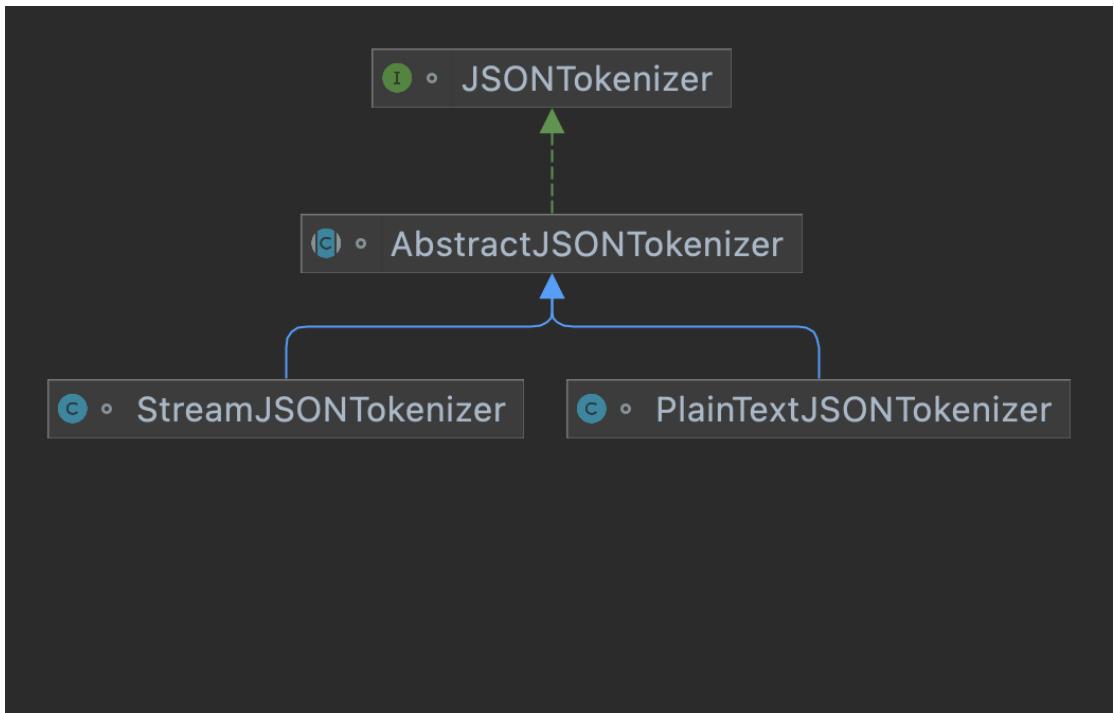 I JSONTokenizer
C AbstractJSONTokenizer
C StreamJSONTokenizer
C PlainTextJSONTokenizer